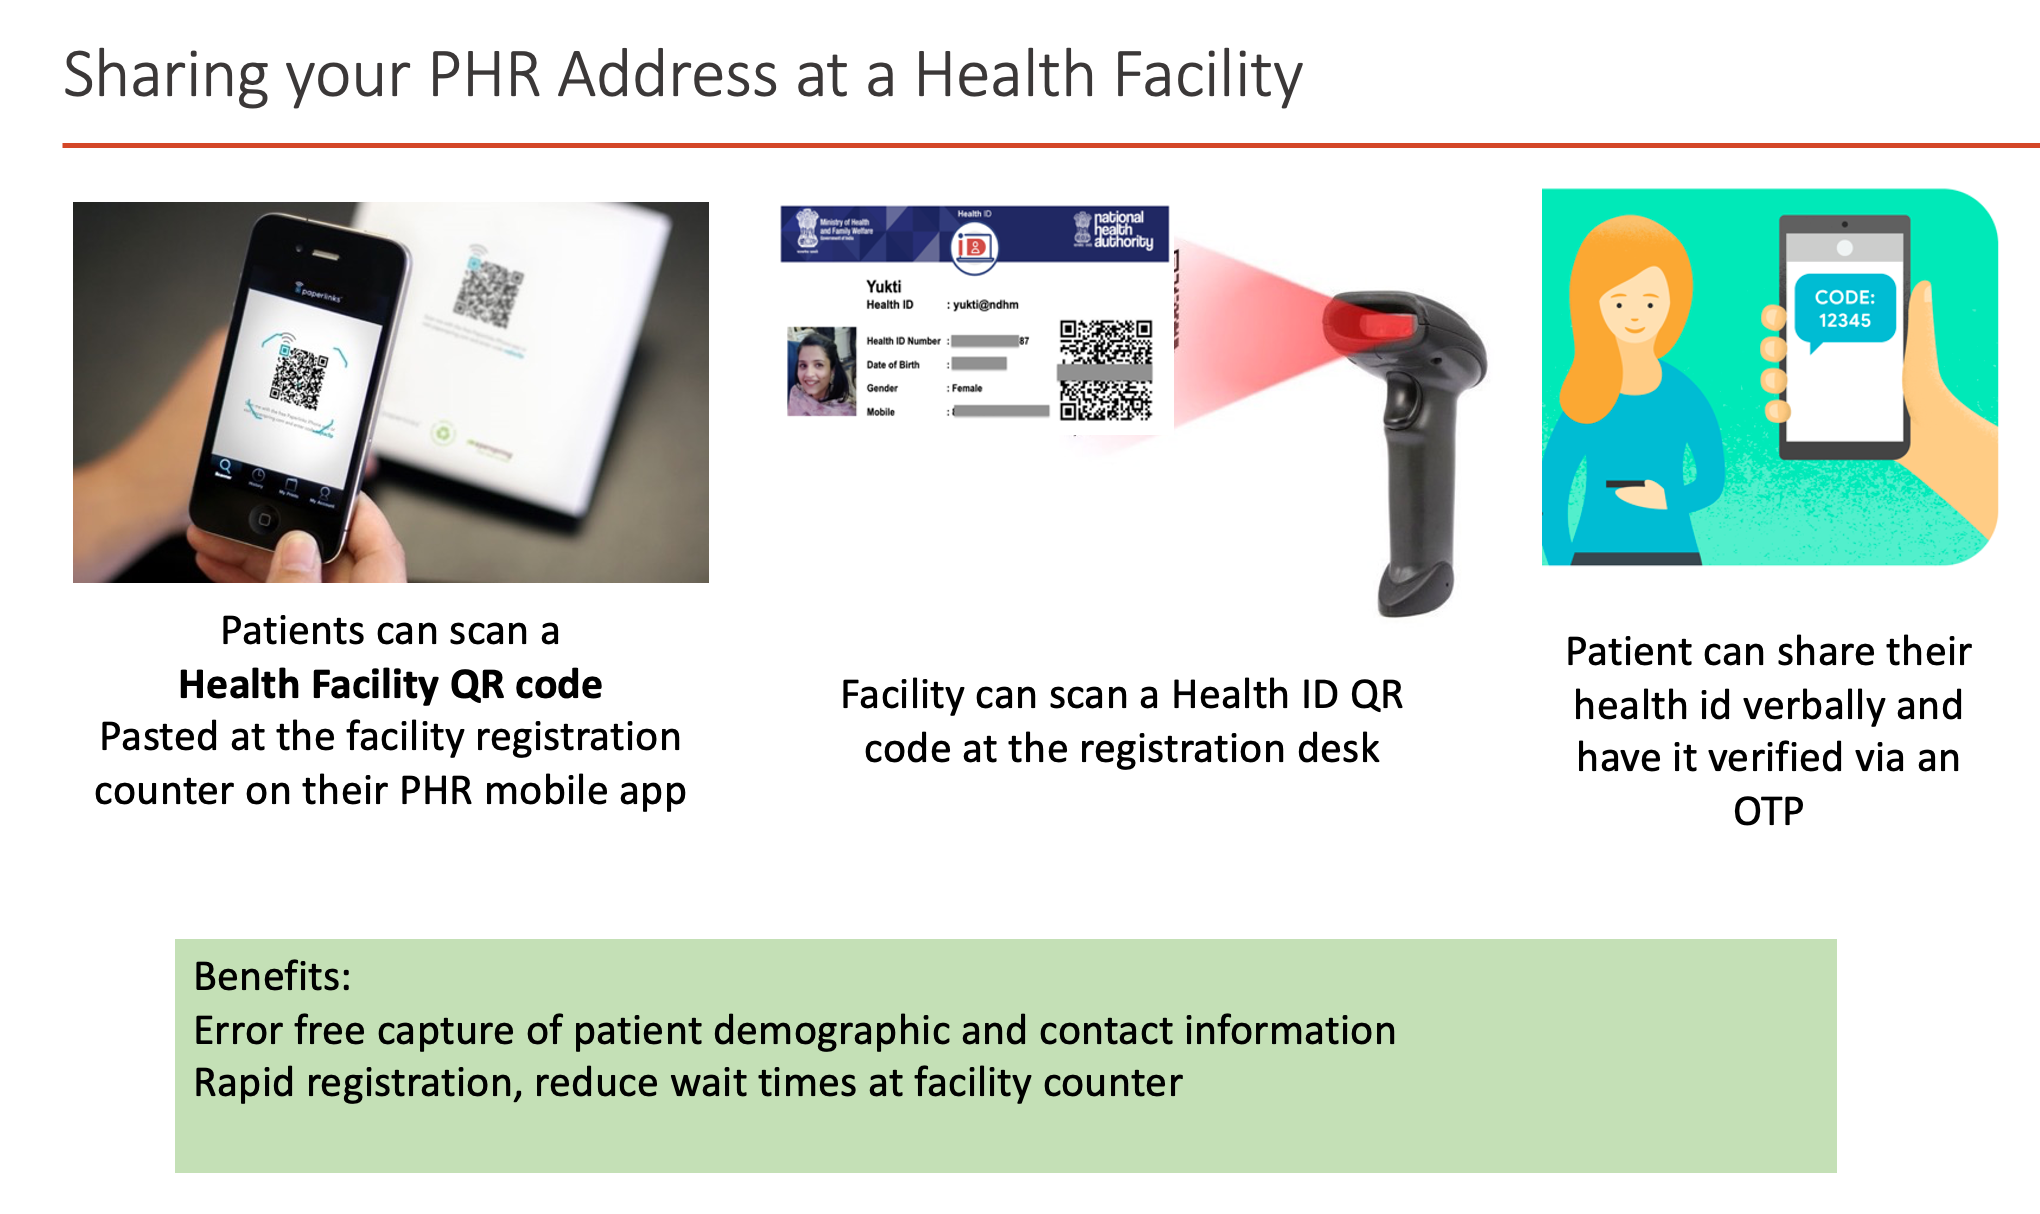 Sharing your PHR Address at a Health Facility
paperlinks
Patients can scan a
Health Facility QR code
Pasted at the facility registration
counter on their PHR mobile app
Ministry of Health
and Family Welfare
Government of India
Health ID
national
health
authority
Yukti
Health ID : yukti@ndhm
Health ID Number : 87
Date of Birth :
Gender : Female
Mobile :
Facility can scan a Health ID QR
code at the registration desk
CODE:
12345
Patient can share their
health id verbally and
have it verified via an
OTP
Benefits:
Error free capture of patient demographic and contact information
Rapid registration, reduce wait times at facility counter